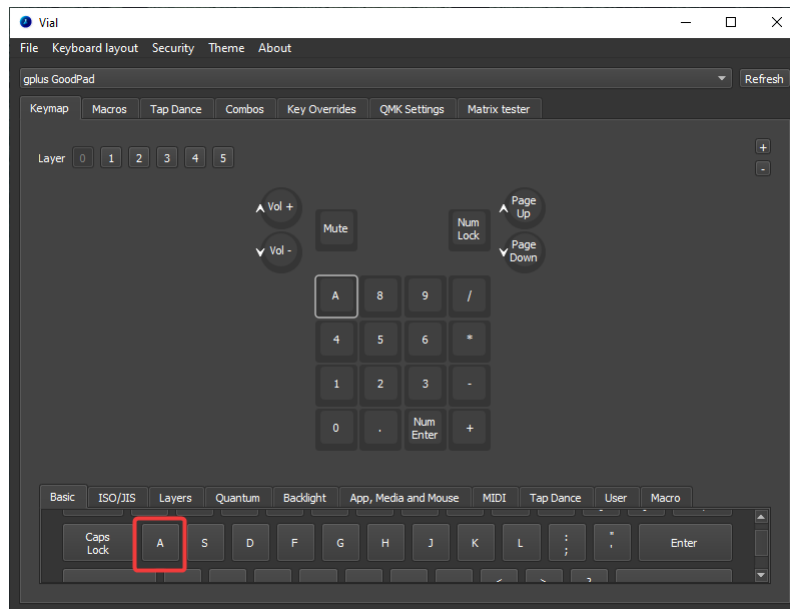 Vial
File Keyboard layout Security Theme About
gplus GoodPad Refresh
Keymap Macros Tap Dance Combos Key Overrides QMK Settings Matrix tester
Layer 0 1 2 3 4 5
+
-
Vol +
Mute
Vol -
Num Lock
Page Up
Page Down
A 8 9 /
4 5 6 *
1 2 3 -
0 . Num Enter +
Basic ISO/JIS Layers Quantum Backlight App, Media and Mouse MIDI Tap Dance User Macro
Caps Lock A S D F G H J K L : ; " ' Enter
< > ?